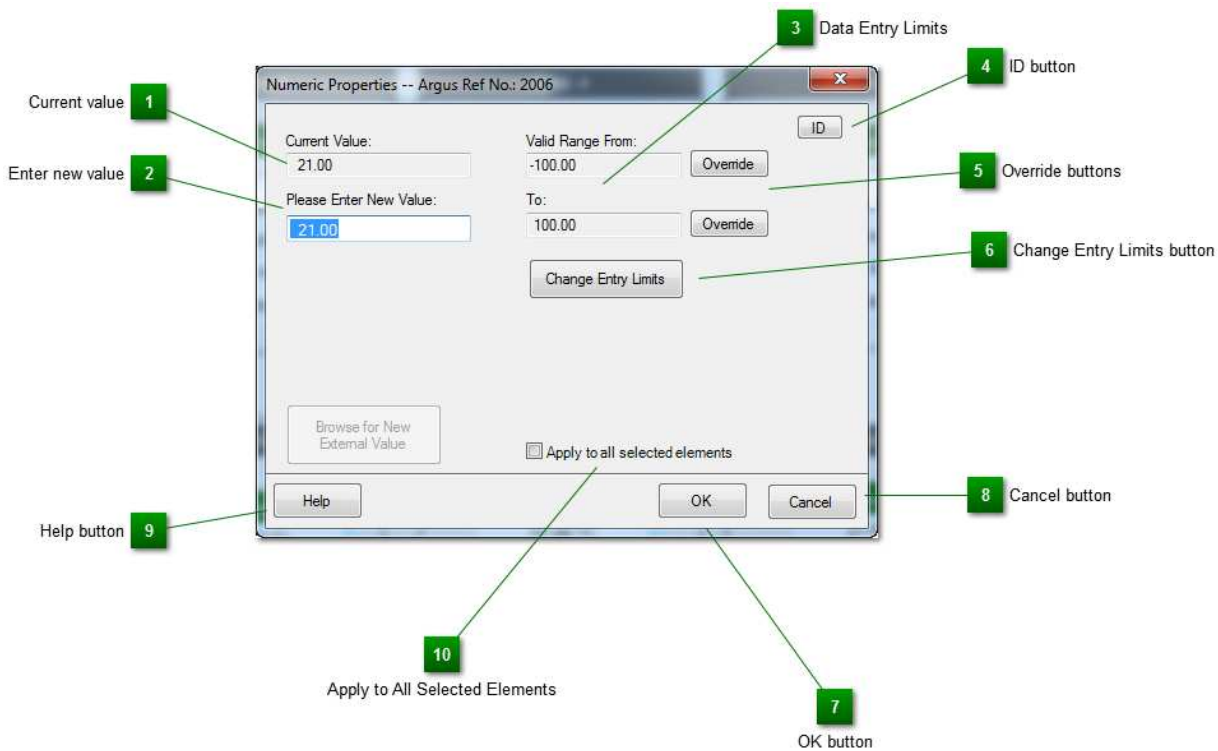 3 Data Entry Limits
4 ID button
Numeric Properties -- Argus Ref No.: 2006
Current value 1
ID
Current Value:
Valid Range From:
21.00
-100.00
Override
Enter new value 2
5 Override buttons
Please Enter New Value:
To:
21.00
100.00
Override
6 Change Entry Limits button
Change Entry Limits
Browse for New
External Value
Apply to all selected elements
Help
OK
Cancel
8 Cancel button
Help button 9
10
Apply to All Selected Elements
7
OK button